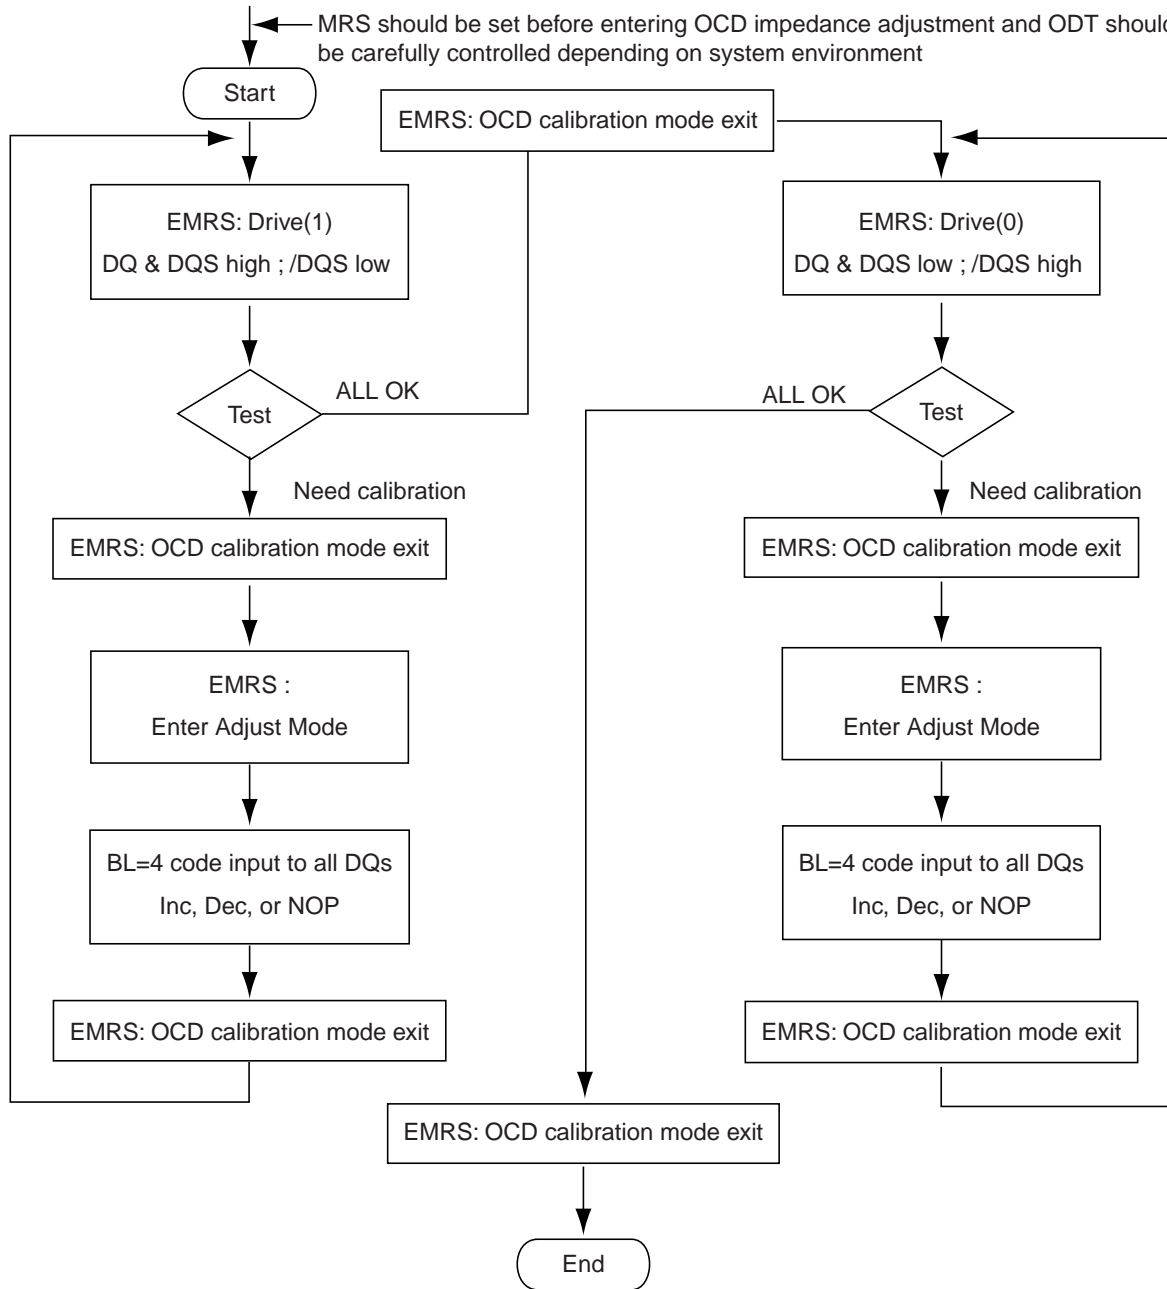 MRS should be set before entering OCD impedance adjustment and ODT should
be carefully controlled depending on system environment
Start
EMRS: OCD calibration mode exit
EMRS: Drive(1)
DQ & DQS high ; /DQS low
Test
ALL OK
Need calibration
EMRS: OCD calibration mode exit
EMRS :
Enter Adjust Mode
BL=4 code input to all DQs
Inc, Dec, or NOP
EMRS: OCD calibration mode exit
EMRS: Drive(0)
DQ & DQS low ; /DQS high
ALL OK
Test
Need calibration
EMRS: OCD calibration mode exit
EMRS :
Enter Adjust Mode
BL=4 code input to all DQs
Inc, Dec, or NOP
EMRS: OCD calibration mode exit
EMRS: OCD calibration mode exit
End